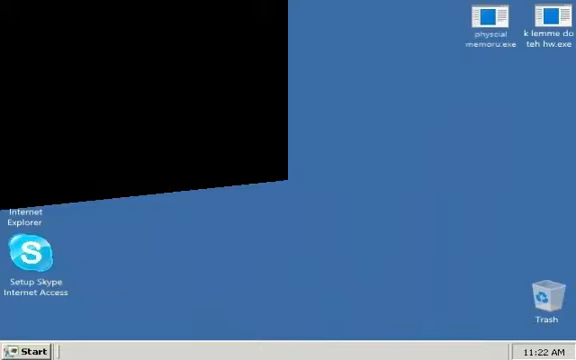 physcial
memoru.exe
k lemme do
teh hw.exe
Internet
Explorer
S
Setup Skype
Internet Access
Trash
Start
11:22 AM